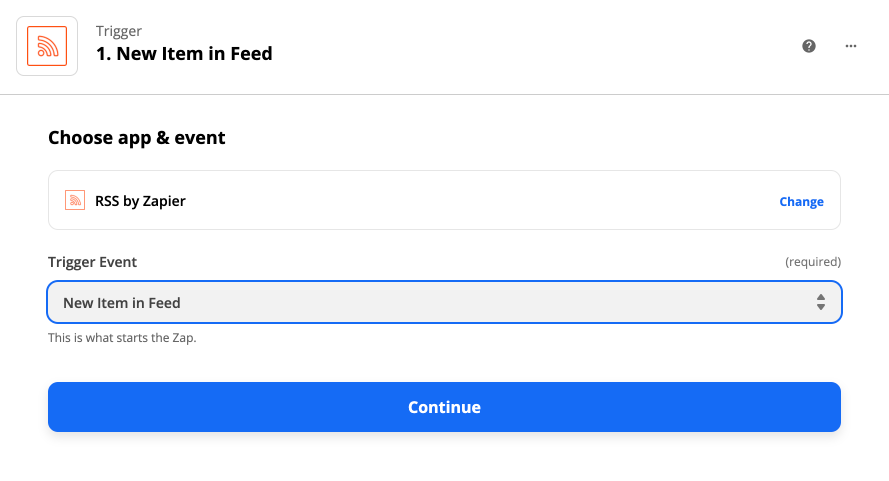 Trigger
1. New Item in Feed
Choose app & event
RSS by Zapier
Change
Trigger Event
(required)
New Item in Feed
This is what starts the Zap.
Continue